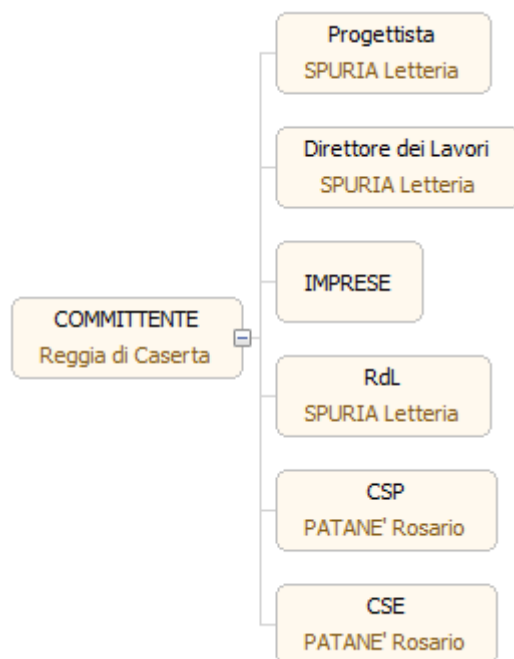 Progettista
SPURIA Letteria
Direttore dei Lavori
SPURIA Letteria
IMPRESE
COMMITTENTE
Reggia di Caserta
RdL
SPURIA Letteria
CSP
PATANE' Rosario
CSE
PATANE' Rosario